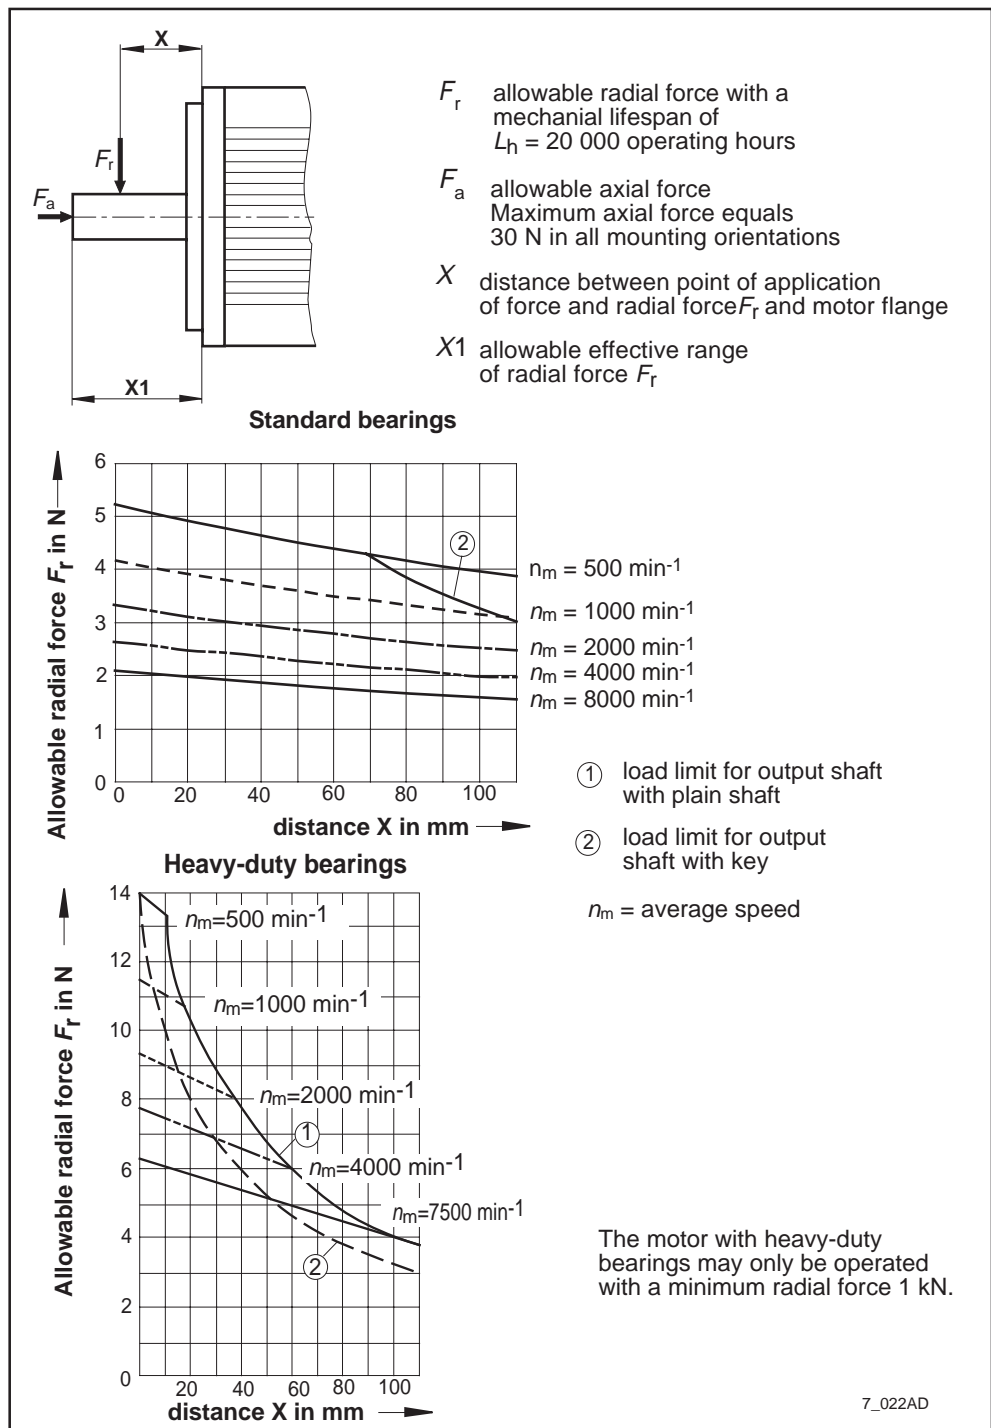 X
Fr
Fa
X1
Fr allowable radial force with a
mechanial lifespan of
Lh = 20 000 operating hours
Fa allowable axial force
Maximum axial force equals
30 N in all mounting orientations
X distance between point of application
of force and radial forceFr and motor flange
X1 allowable effective range
of radial force Fr
Standard bearings
Allowable radial force Fr in N
6
5
4
3
2
1
0
0 20 40 60 80 100
distance X in mm
2
nm = 500 min-1
nm = 1000 min-1
nm = 2000 min-1
nm = 4000 min-1
nm = 8000 min-1
1 load limit for output shaft
with plain shaft
2 load limit for output
shaft with key
nm = average speed
Heavy-duty bearings
Allowable radial force Fr in N
14
12
10
8
6
4
2
0
20 40 60 80 100
distance X in mm
nm=500 min-1
nm=1000 min-1
nm=2000 min-1
1
nm=4000 min-1
nm=7500 min-1
2
The motor with heavy-duty
bearings may only be operated
with a minimum radial force 1 kN.
7_022AD